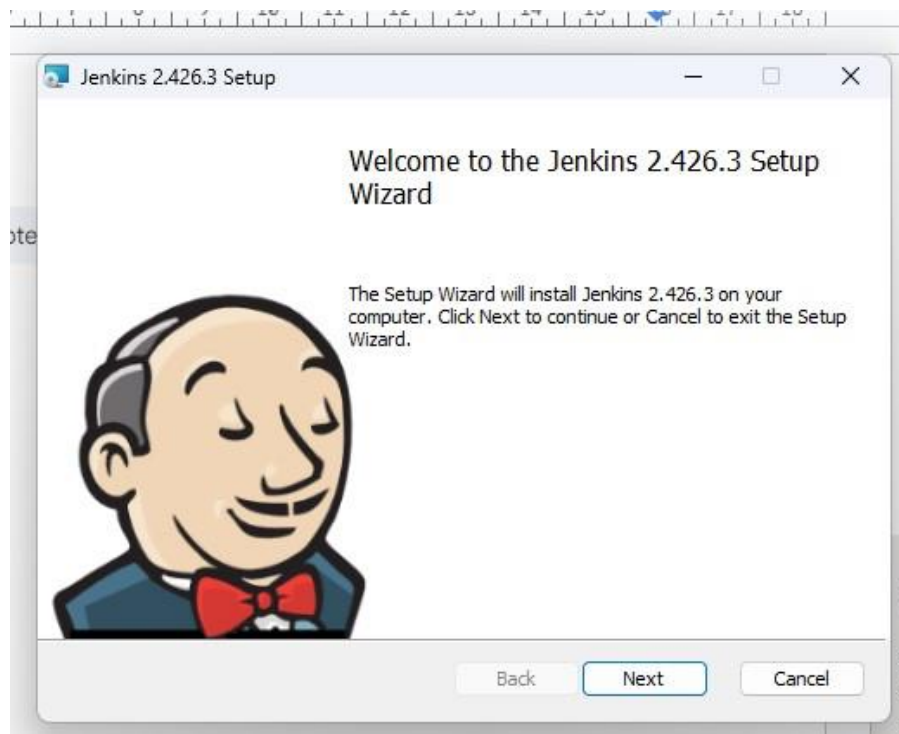 Jenkins 2.426.3 Setup
Welcome to the Jenkins 2.426.3 Setup
Wizard
The Setup Wizard will install Jenkins 2.426.3 on your
computer. Click Next to continue or Cancel to exit the Setup
Wizard.
Back Next Cancel